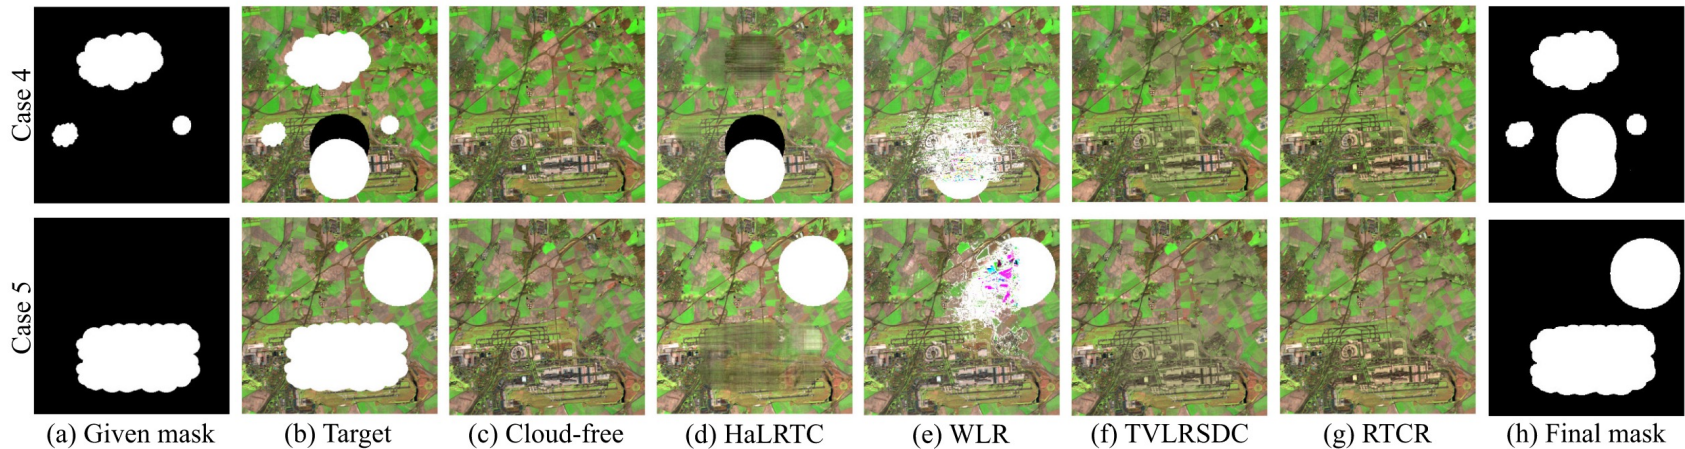 Case 4
Case 5
(a) Given mask (b) Target (c) Cloud-free (d) HaLRTC (e) WLR (f) TVLRSDC (g) RTCR (h) Final mask